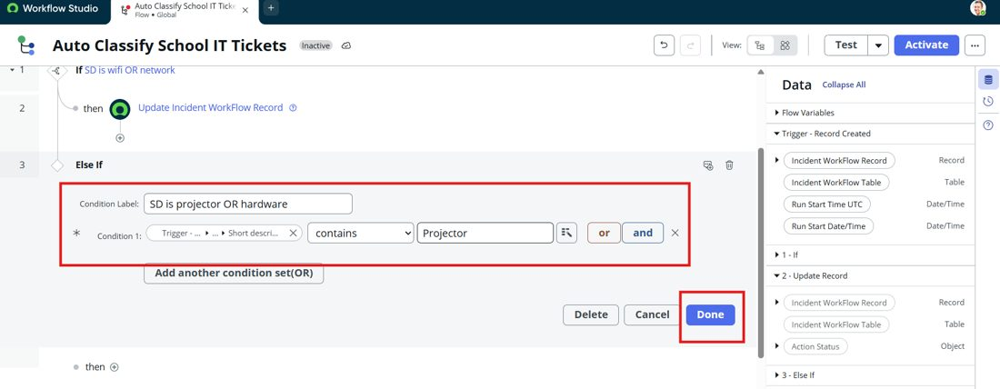 Workflow Studio
Auto Classify School IT Tickets
Flow • Global
Auto Classify School IT Tickets
Inactive
View:
Test
Activate
1 If SD is wifi OR network
2 then Update Incident WorkFlow Record
3 Else If
Condition Label: SD is projector OR hardware
* Condition 1: Trigger - ... ... Short descri... contains Projector or and
Add another condition set(OR)
Delete Cancel Done
then
Data Collapse All
Flow Variables
Trigger - Record Created
Incident WorkFlow Record Record
Incident WorkFlow Table Table
Run Start Time UTC Date/Time
Run Start Date/Time Date/Time
1 - If
2 - Update Record
Incident WorkFlow Record Record
Incident WorkFlow Table Table
Action Status Object
3 - Else If